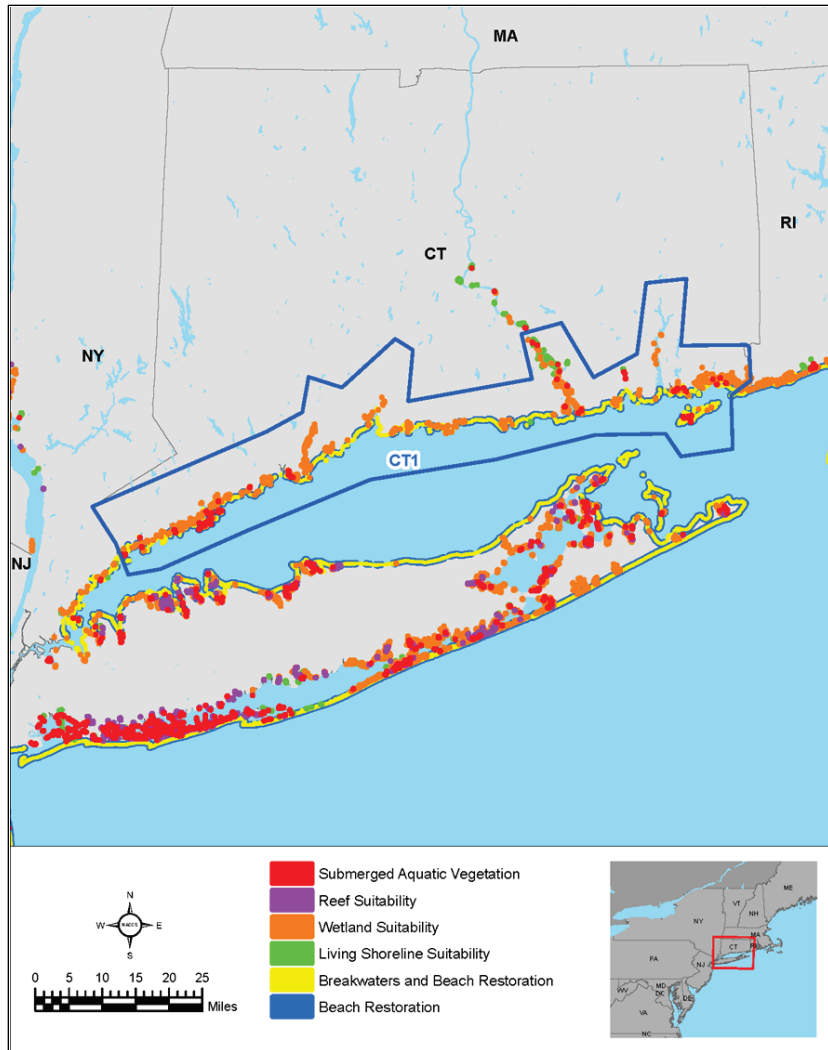 MA
RI
CT
NY
CT1
NJ
N
W E
S
Submerged Aquatic Vegetation
Reef Suitability
Wetland Suitability
Living Shoreline Suitability
Breakwaters and Beach Restoration
Beach Restoration
0 5 10 15 20 25
Miles
ME
VT
NH
NY
MA
CT
RI
PA
NJ
MD
DE
WV
DC
VA
NC